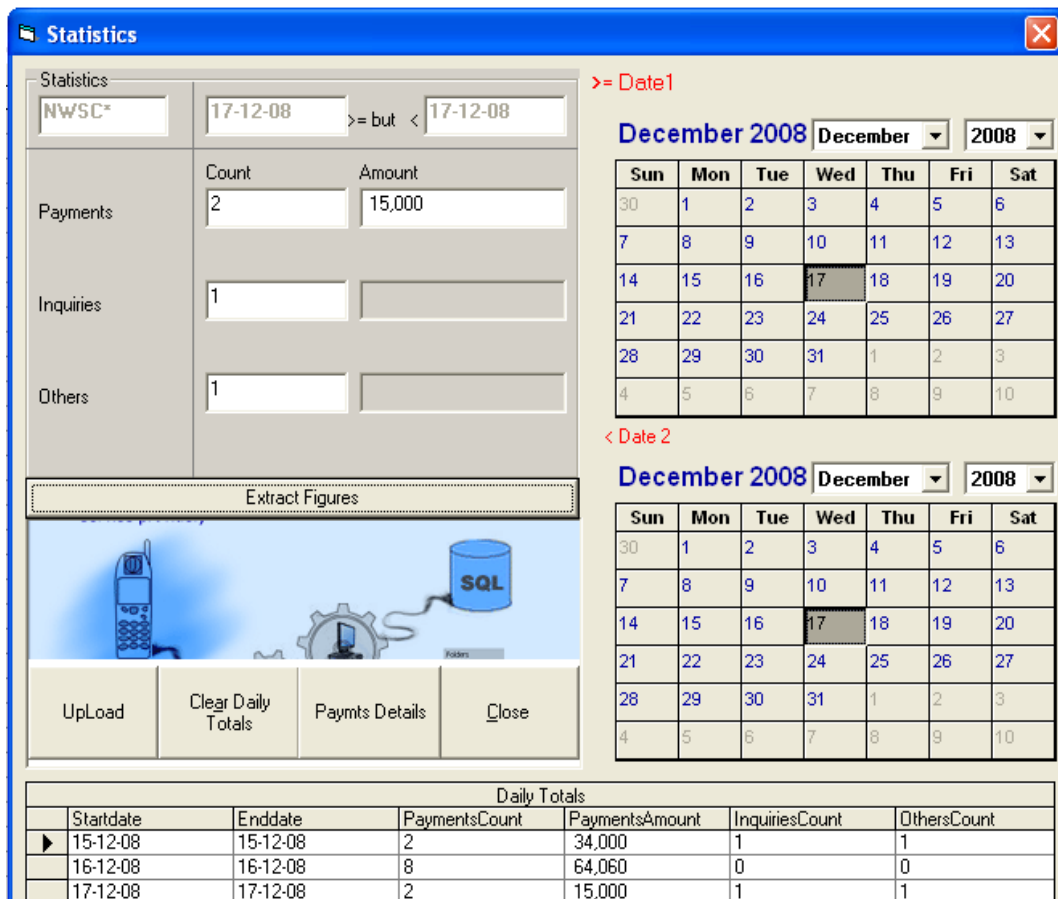 Statistics
Statistics
NWSC*
17-12-08 >= but < 17-12-08
Count Amount
Payments 2 15,000
Inquiries 1
Others 1
Extract Figures
SQL
Folders
UpLoad
Clear Daily Totals
Paymts Details
Close
>= Date1
December 2008 December 2008
Sun Mon Tue Wed Thu Fri Sat
30 1 2 3 4 5 6
7 8 9 10 11 12 13
14 15 16 17 18 19 20
21 22 23 24 25 26 27
28 29 30 31 1 2 3
4 5 6 7 8 9 10
< Date 2
December 2008 December 2008
Sun Mon Tue Wed Thu Fri Sat
30 1 2 3 4 5 6
7 8 9 10 11 12 13
14 15 16 17 18 19 20
21 22 23 24 25 26 27
28 29 30 31 1 2 3
4 5 6 7 8 9 10
Daily Totals
Startdate Enddate PaymentsCount PaymentsAmount InquiriesCount OthersCount
15-12-08 15-12-08 2 34,000 1 1
16-12-08 16-12-08 8 64,060 0 0
17-12-08 17-12-08 2 15,000 1 1